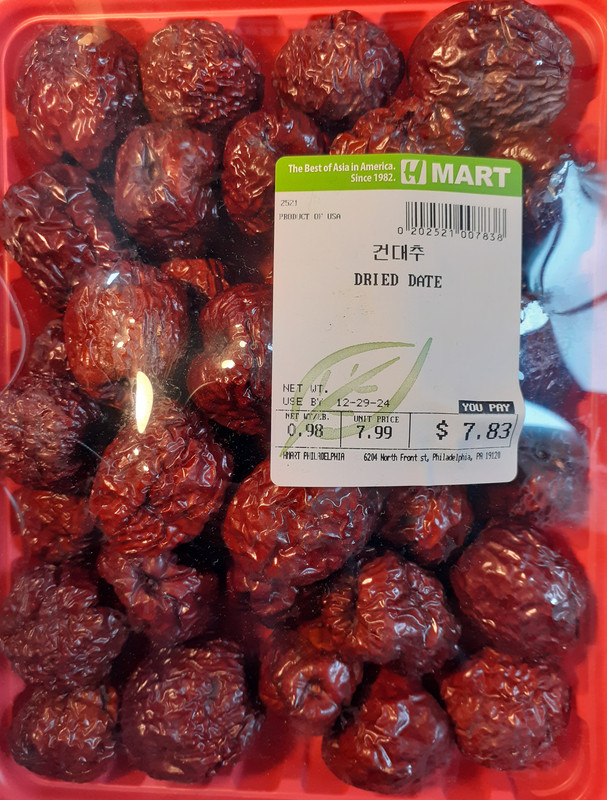 The Best of Asia in America.
Since 1982.
H MART
2521
PRODUCT OF USA
0 202521 007838
건대추
DRIED DATE
NET WT.
USE BY 12-29-24
YOU PAY
NET WT/LB. UNIT PRICE
0.98 7.99 $ 7.83
HMART PHILADELPHIA 6204 North Front st, Philadelphia, PA 19120